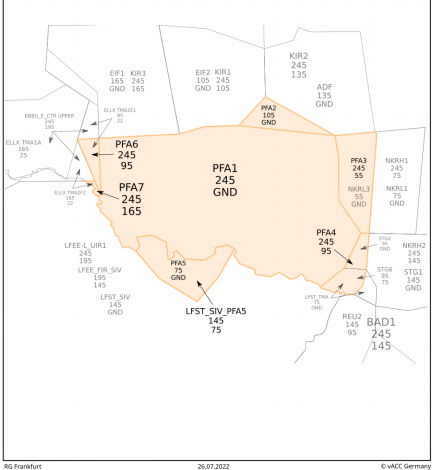 KIR2
245
135
EIF1 KIR3
165 245
GND 165
EIF2 KIR1
245 245
GND 105
ADF
135
GND
PFA2
105
GND
ELLX TMA2E1
95
22
EBBU_E_CTR UPPER
245
195
ELLX TMA1A
165
25
PFA6
245
95
PFA7
245
165
ELLX TMA2F2
165
22
PFA1
245
GND
PFA3
245
55
NKRL3
55
GND
NKRH1
245
75
NKRL1
75
GND
PFA4
245
95
STG2
95
GND
NKRH2
245
145
STG1
145
GND
STG6
95
75
LFEE-L_UIR1
245
195
LFEE_FIR_SIV
195
145
LFST_SIV
145
GND
PFA5
75
GND
LFST_SIV_PFA5
145
75
LFST_TMA
75
GND
REU2
145
95
BAD1
245
145
RG Frankfurt 26.07.2022 © vACC Germany